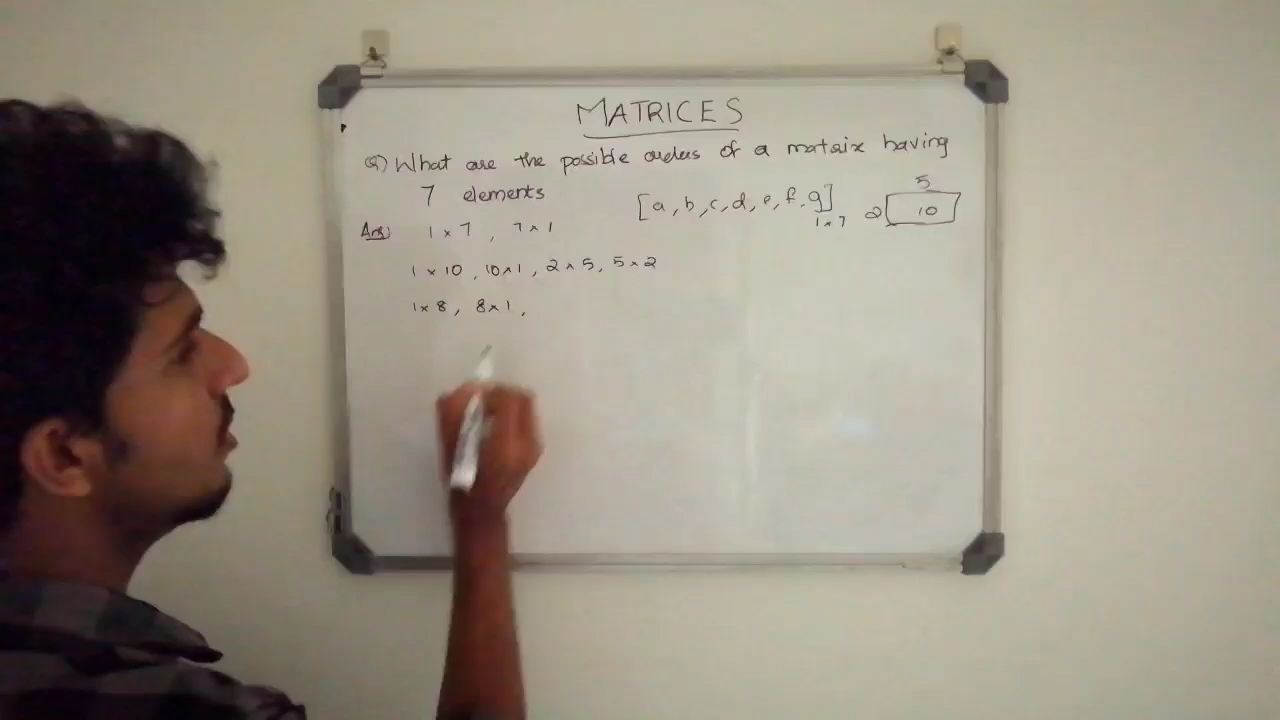 MATRICES
Q) What are the possible orders of a matrix having
7 elements
[a, b, c, d, e, f, g] 1 x 7
5
2
10
Ans: 1 x 7 , 7 x 1
1 x 10 , 10 x 1 , 2 x 5, 5 x 2
1 x 8 , 8 x 1 ,